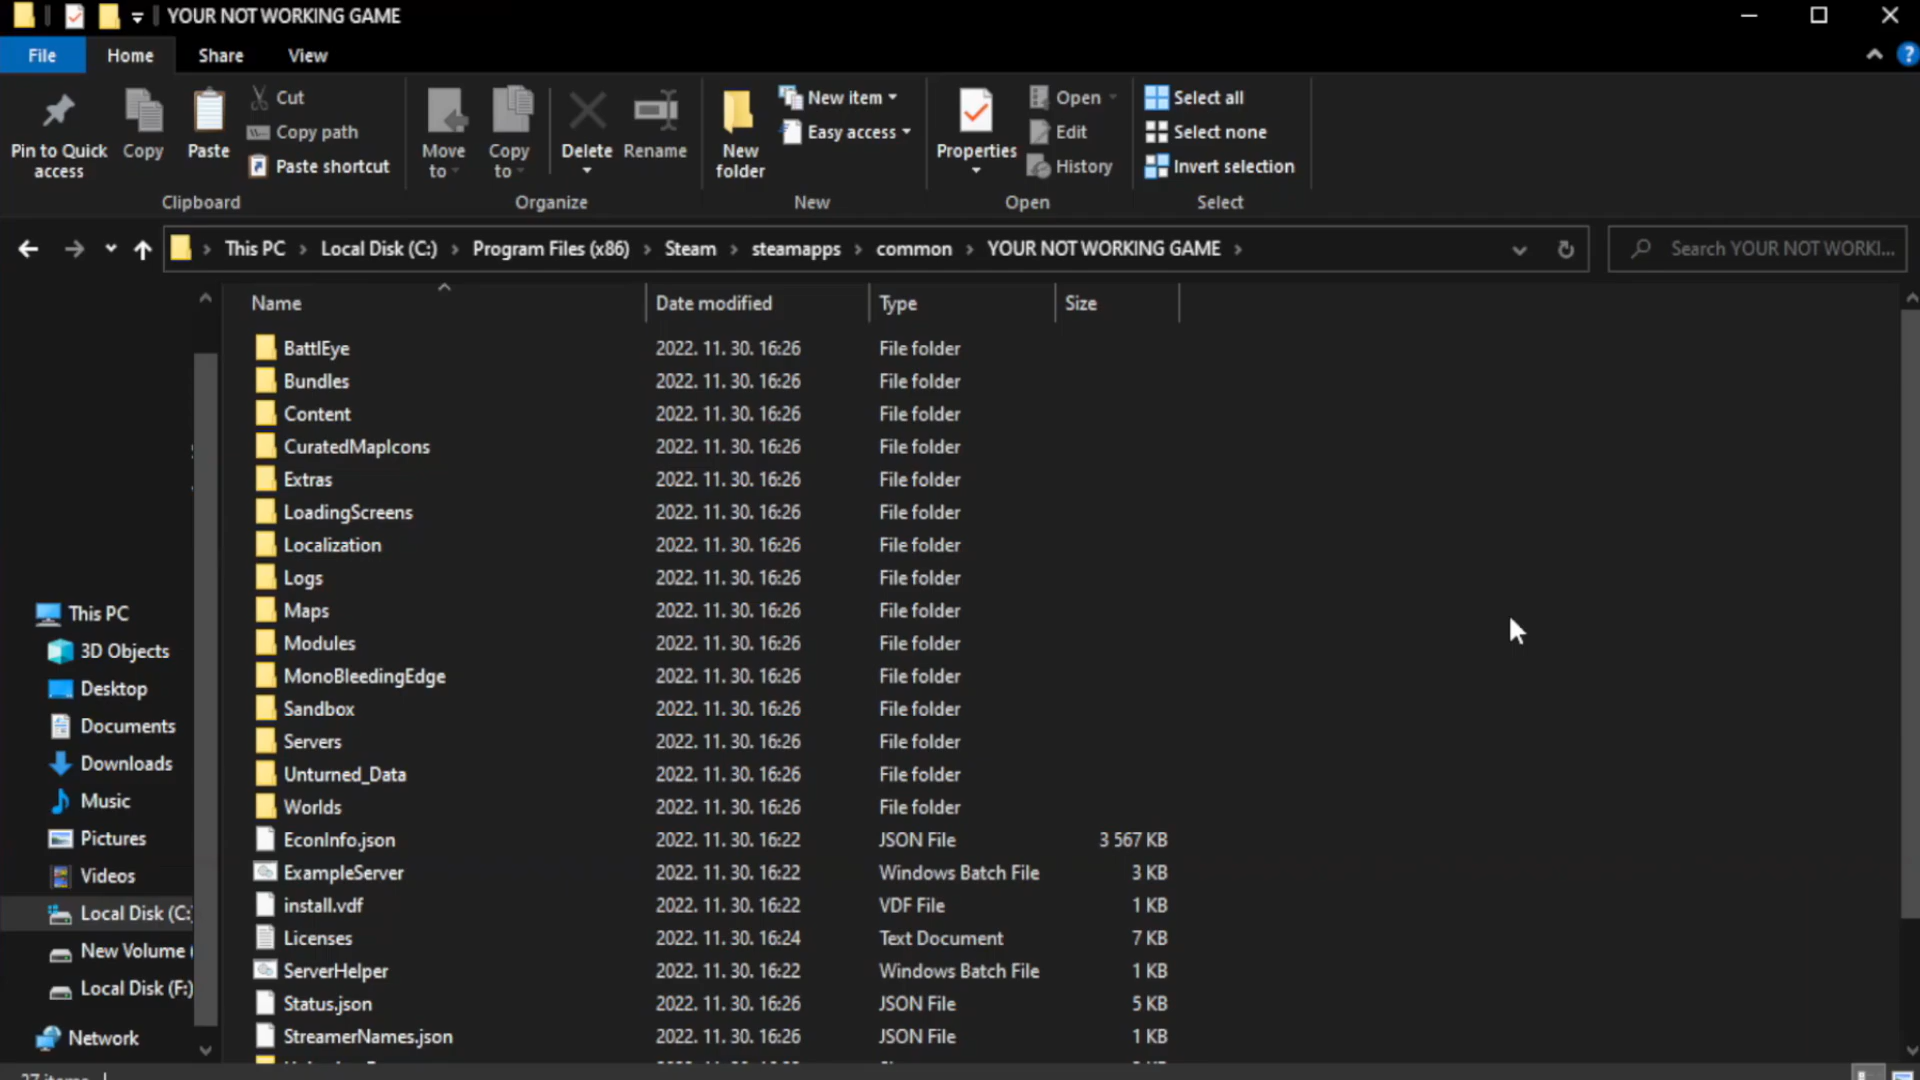 YOUR NOT WORKING GAME
File Home Share View
Pin to Quick access
Copy
Paste
Cut
Copy path
Paste shortcut
Clipboard
Move to
Copy to
Delete
Rename
Organize
New folder
New item
Easy access
New
Properties
Open
Edit
History
Open
Select all
Select none
Invert selection
Select
This PC Local Disk (C:) Program Files (x86) Steam steamapps common YOUR NOT WORKING GAME
Search YOUR NOT WORKI...
Name Date modified Type Size
BattlEye 2022. 11. 30. 16:26 File folder
Bundles 2022. 11. 30. 16:26 File folder
Content 2022. 11. 30. 16:26 File folder
CuratedMapIcons 2022. 11. 30. 16:26 File folder
Extras 2022. 11. 30. 16:26 File folder
LoadingScreens 2022. 11. 30. 16:26 File folder
Localization 2022. 11. 30. 16:26 File folder
Logs 2022. 11. 30. 16:26 File folder
Maps 2022. 11. 30. 16:26 File folder
Modules 2022. 11. 30. 16:26 File folder
MonoBleedingEdge 2022. 11. 30. 16:26 File folder
Sandbox 2022. 11. 30. 16:26 File folder
Servers 2022. 11. 30. 16:26 File folder
Unturned_Data 2022. 11. 30. 16:26 File folder
Worlds 2022. 11. 30. 16:26 File folder
EconInfo.json 2022. 11. 30. 16:22 JSON File 3 567 KB
ExampleServer 2022. 11. 30. 16:22 Windows Batch File 3 KB
install.vdf 2022. 11. 30. 16:22 VDF File 1 KB
Licenses 2022. 11. 30. 16:24 Text Document 7 KB
ServerHelper 2022. 11. 30. 16:22 Windows Batch File 1 KB
Status.json 2022. 11. 30. 16:26 JSON File 5 KB
StreamerNames.json 2022. 11. 30. 16:26 JSON File 1 KB
This PC
3D Objects
Desktop
Documents
Downloads
Music
Pictures
Videos
Local Disk (C:
New Volume (
Local Disk (F:)
Network